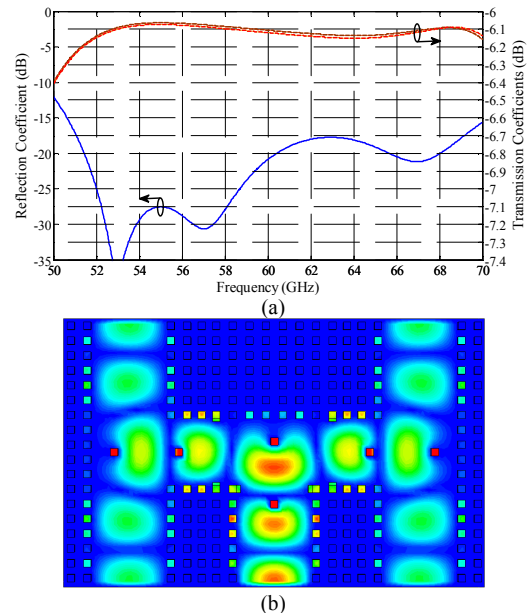 0 -6
-5 -6.1
-6.2
-10 -6.3
-6.4
-15 -6.5
-6.6
-20 -6.7
-6.8
-25 -6.9
-7
-30 -7.1
-7.2
-7.3
-35 -7.4
Reflection Coefficient (dB)
Transmission Coefficients (dB)
50 52 54 56 58 60 62 64 66 68 70
Frequency (GHz)
(a)
(b)